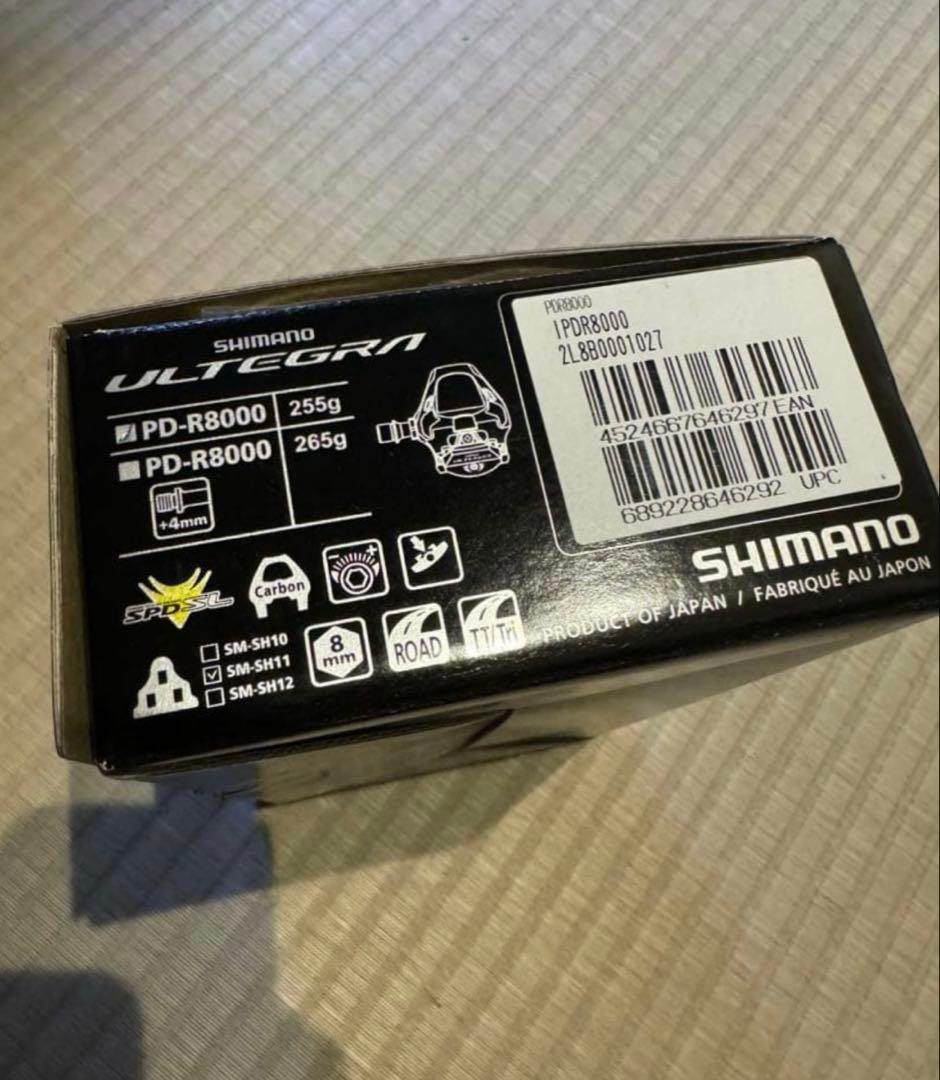 SHIMANO
ULTEGRA
PD-R8000 255g
PD-R8000 265g
+4mm
SPD-SL
Carbon
- +
SM-SH10
SM-SH11
SM-SH12
8
mm
ROAD
TT/Tri
PDR8000
IPDR8000
2L8B0001027
4524667646297 EAN
689228646292 UPC
SHIMANO
PRODUCT OF JAPAN / FABRIQUÉ AU JAPON